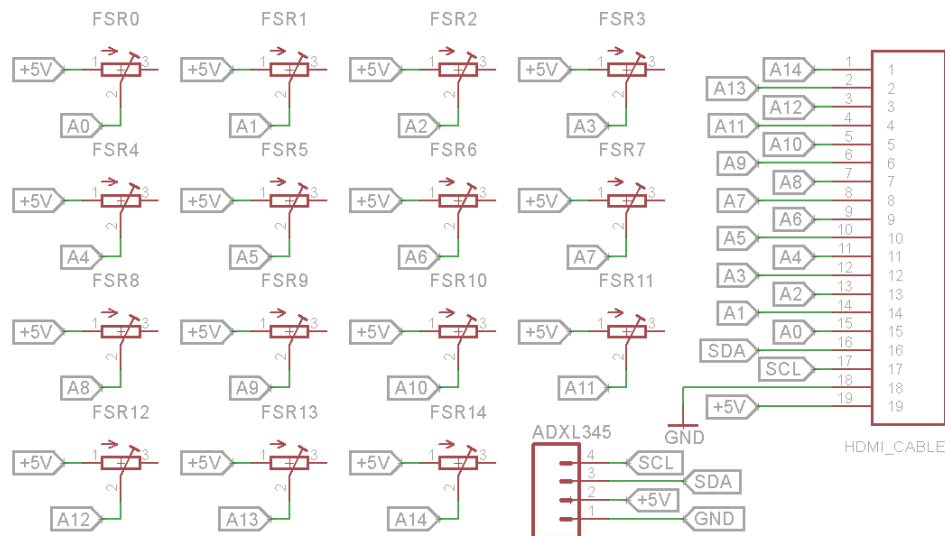 FSR0 FSR1 FSR2 FSR3
+5V 1 3 +5V 1 3 +5V 1 3 +5V 1 3
2 2 2 2
A0 A1 A2 A3
FSR4 FSR5 FSR6 FSR7
+5V 1 3 +5V 1 3 +5V 1 3 +5V 1 3
2 2 2 2
A4 A5 A6 A7
FSR8 FSR9 FSR10 FSR11
+5V 1 3 +5V 1 3 +5V 1 3 +5V 1 3
2 2 2 2
A8 A9 A10 A11
FSR12 FSR13 FSR14
+5V 1 3 +5V 1 3 +5V 1 3
2 2 2
A12 A13 A14
A14 1 1
A13 2 2
A12 3 3
A11 4 4
A10 5 5
A9 6 6
A8 7 7
A7 8 8
A6 9 9
A5 10 10
A4 11 11
A3 12 12
A2 13 13
A1 14 14
A0 15 15
SDA 16 16
SCL 17 17
18 18
+5V 19 19
GND
HDMI_CABLE
ADXL345
4 SCL
3 SDA
2 +5V
1 GND